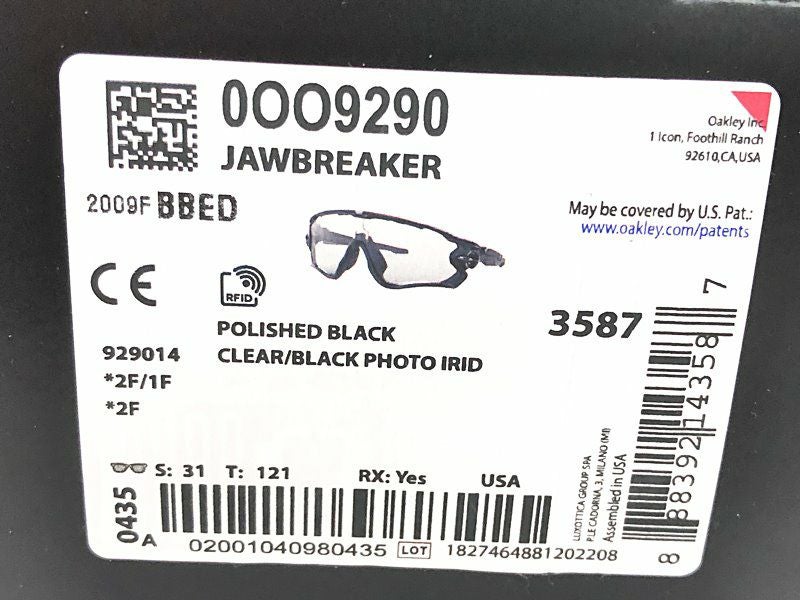 0OO9290
JAWBREAKER
Oakley Inc
1 Icon, Foothill Ranch
92610,CA,USA
2009F BBED
May be covered by U.S. Pat.:
www.oakley.com/patents
CE
RFID
POLISHED BLACK
CLEAR/BLACK PHOTO IRID
3587
929014
*2F/1F
*2F
S: 31 T: 121 RX: Yes USA
0435
A
02001040980435 LOT 1827464881202208
LUXOTTICA GROUP SPA
P.LE CADORNA, 3, MILANO (MI)
Assembled in USA
8 88392 14358 7